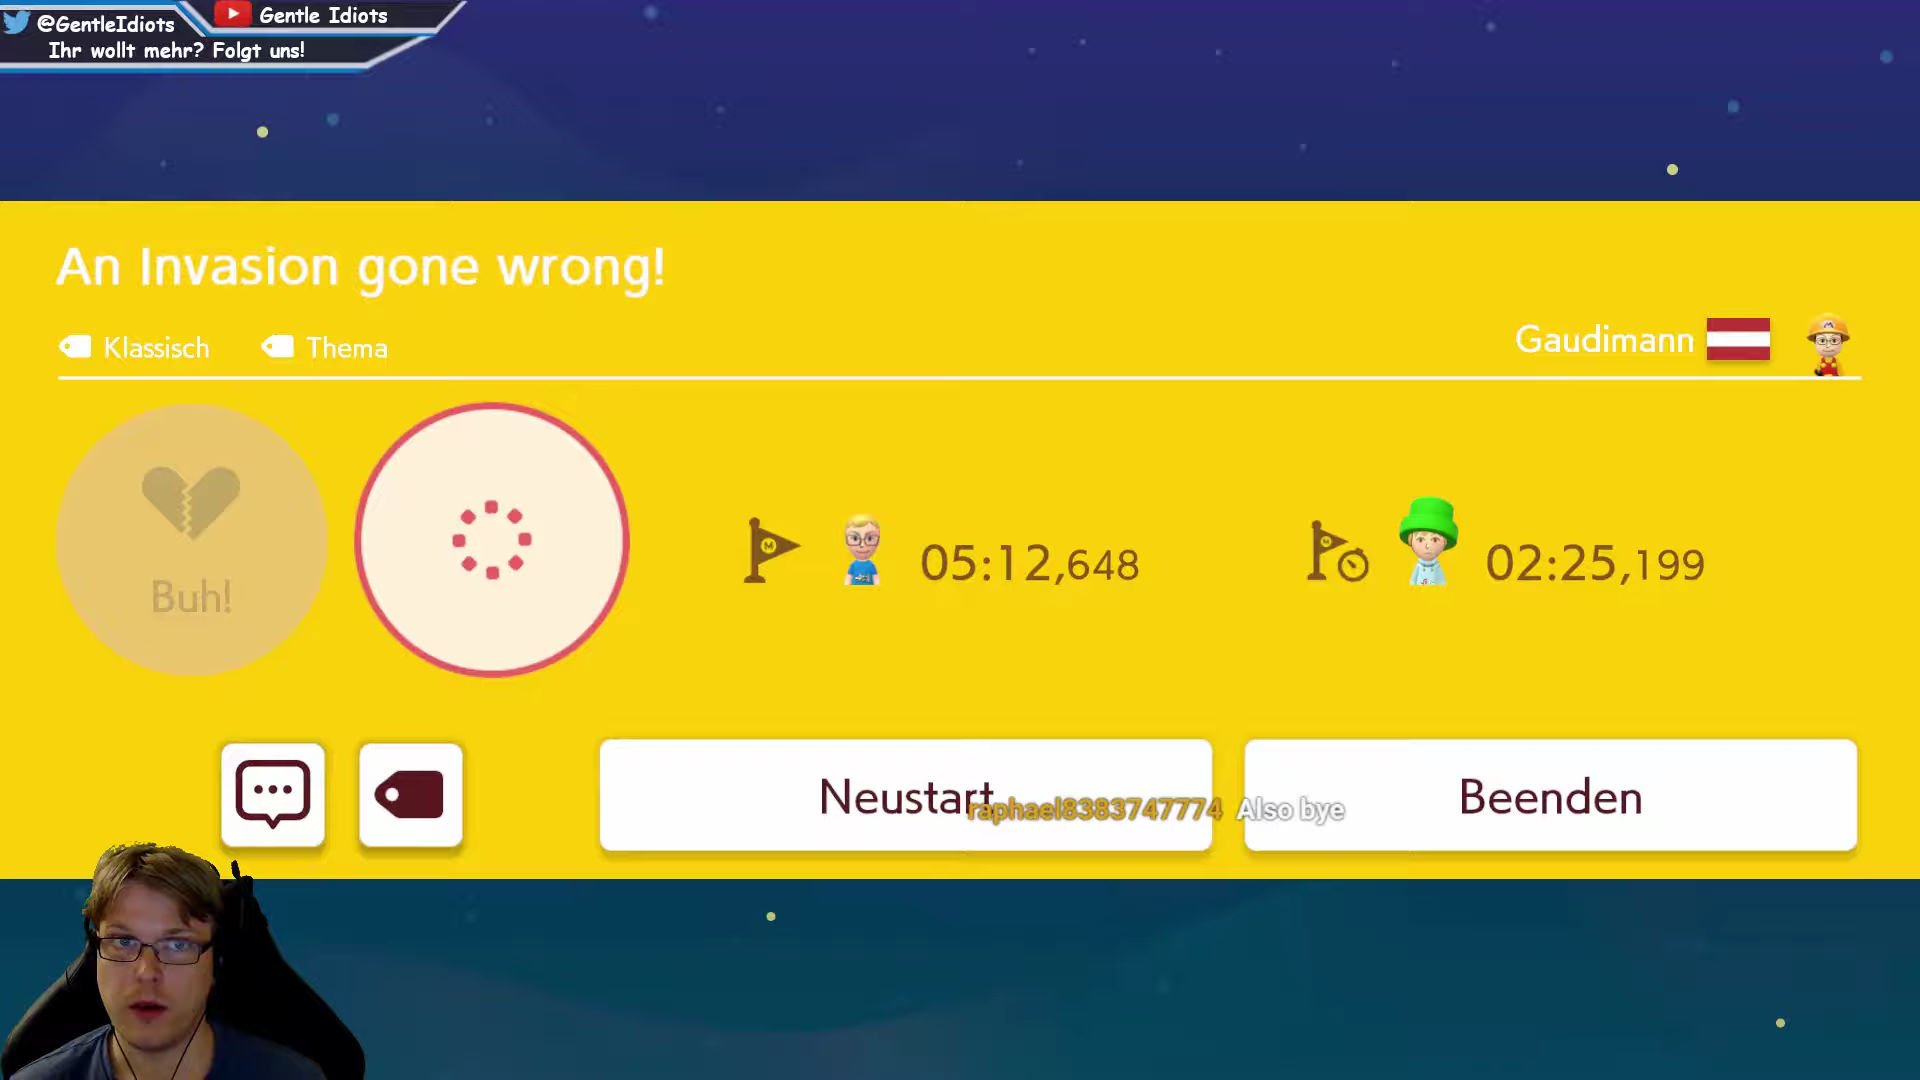 @GentleIdiots
Gentle Idiots
Ihr wollt mehr? Folgt uns!
An Invasion gone wrong!
Klassisch
Thema
Gaudimann
M
M
05:12,648
02:25,199
Buh!
Neustart
Beenden
raphael8383747774 Also bye